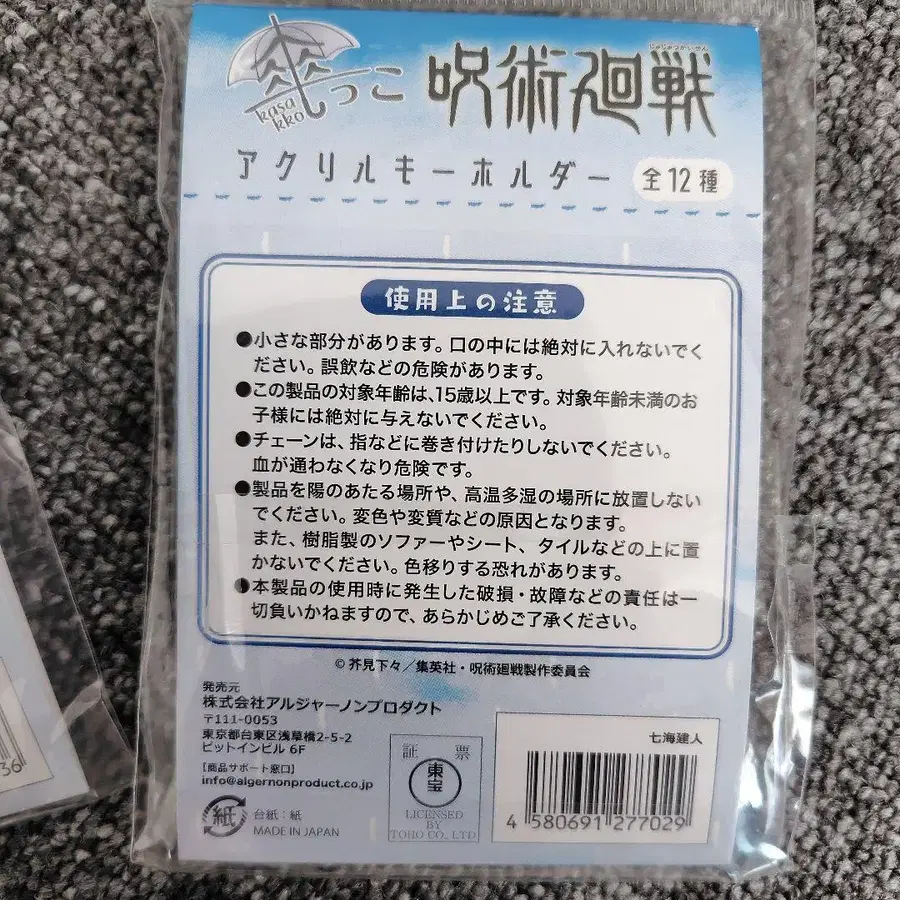 傘っこ
kasa
kko
じゅじゅつかいせん
呪術廻戦
アクリルキーホルダー 全12種
使用上の注意
●小さな部分があります。口の中には絶対に入れないでく
ださい。誤飲などの危険があります。
●この製品の対象年齢は、15歳以上です。対象年齢未満のお
子様には絶対に与えないでください。
●チェーンは、指などに巻き付けたりしないでください。
血が通わなくなり危険です。
●製品を陽のあたる場所や、高温多湿の場所に放置しない
でください。変色や変質などの原因となります。
また、樹脂製のソファーやシート、タイルなどの上に置
かないでください。色移りする恐れがあります。
●本製品の使用時に発生した破損・故障などの責任は一
切負いかねますので、あらかじめご了承ください。
© 芥見下々／集英社・呪術廻戦製作委員会
発売元
株式会社アルジャーノンプロダクト
〒111-0053
東京都台東区浅草橋2-5-2
ピットインビル 6F
【商品サポート窓口】
info@algernonproduct.co.jp
紙
台紙：紙
MADE IN JAPAN
証 票
東宝
LICENSED
BY
TOHO CO., LTD
七海建人
4 580691 277029
36